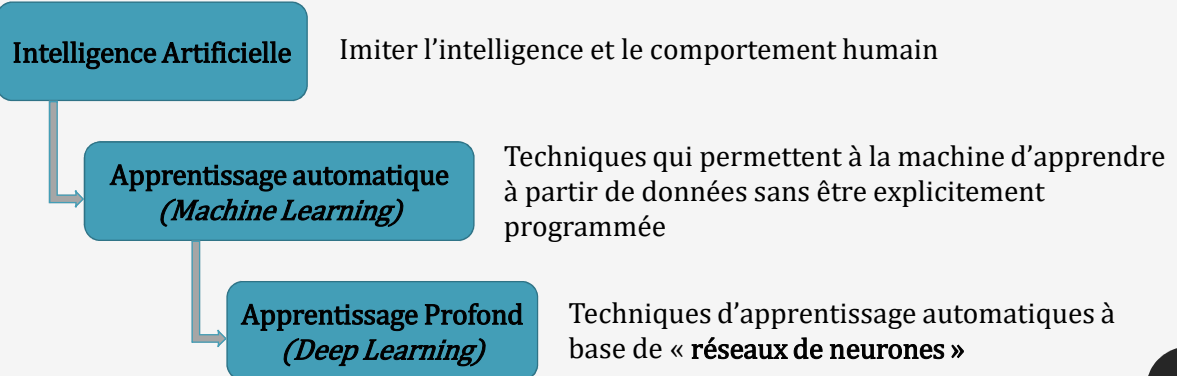 Intelligence Artificielle
Imiter l’intelligence et le comportement humain
Apprentissage automatique
(Machine Learning)
Techniques qui permettent à la machine d’apprendre
à partir de données sans être explicitement
programmée
Apprentissage Profond
(Deep Learning)
Techniques d’apprentissage automatiques à
base de « réseaux de neurones »